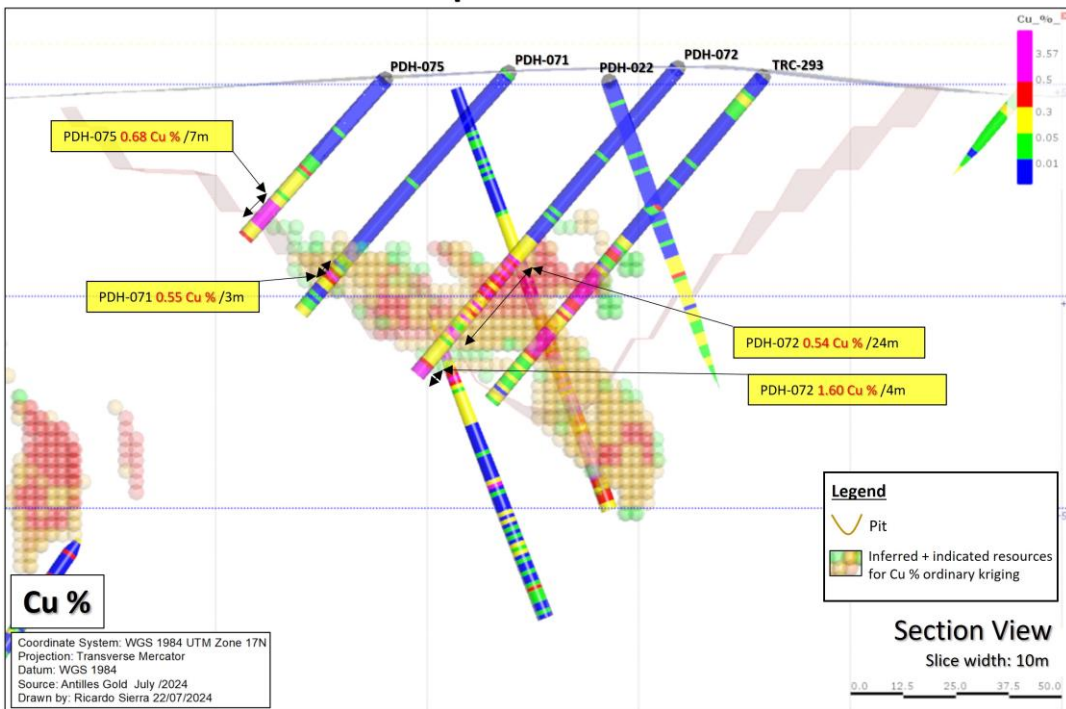 Cu_%_
3.57
0.5
0.3
0.05
0.01
PDH-075
PDH-071
PDH-022
PDH-072
TRC-293
PDH-075 0.68 Cu % /7m
PDH-071 0.55 Cu % /3m
PDH-072 0.54 Cu % /24m
PDH-072 1.60 Cu % /4m
Legend
Pit
Inferred + indicated resources
for Cu % ordinary kriging
Cu %
Coordinate System: WGS 1984 UTM Zone 17N
Projection: Transverse Mercator
Datum: WGS 1984
Source: Antilles Gold July /2024
Drawn by: Ricardo Sierra 22/07/2024
Section View
Slice width: 10m
0.0 12.5 25.0 37.5 50.0